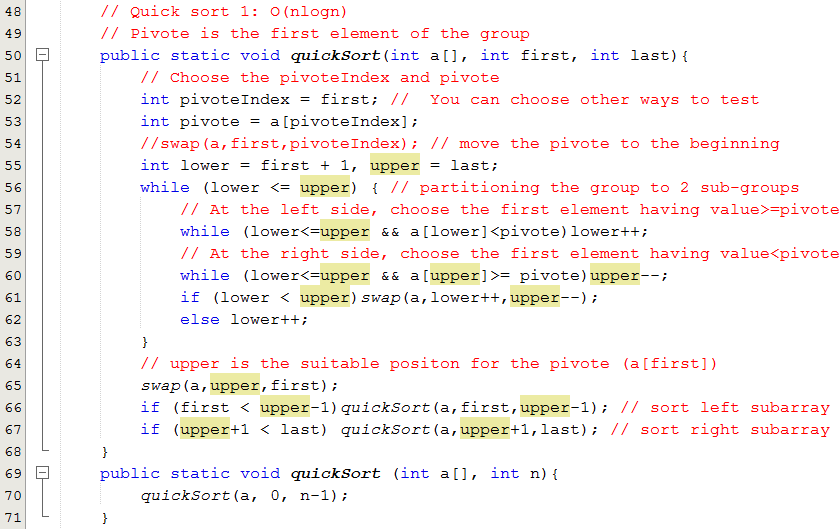 48 // Quick sort 1: O(nlogn)
49 // Pivote is the first element of the group
50 public static void quickSort(int a[], int first, int last){
51 // Choose the pivoteIndex and pivote
52 int pivoteIndex = first; //  You can choose other ways to test
53 int pivote = a[pivoteIndex];
54 //swap(a,first,pivoteIndex); // move the pivote to the beginning
55 int lower = first + 1, upper = last;
56 while (lower <= upper) { // partitioning the group to 2 sub-groups
57 // At the left side, choose the first element having value>=pivote
58 while (lower<=upper && a[lower]<pivote)lower++;
59 // At the right side, choose the first element having value<pivote
60 while (lower<=upper && a[upper]>= pivote)upper--;
61 if (lower < upper)swap(a,lower++,upper--);
62 else lower++;
63 }
64 // upper is the suitable positon for the pivote (a[first])
65 swap(a,upper,first);
66 if (first < upper-1)quickSort(a,first,upper-1); // sort left subarray
67 if (upper+1 < last) quickSort(a,upper+1,last); // sort right subarray
68 }
69 public static void quickSort (int a[], int n){
70 quickSort(a, 0, n-1);
71 }